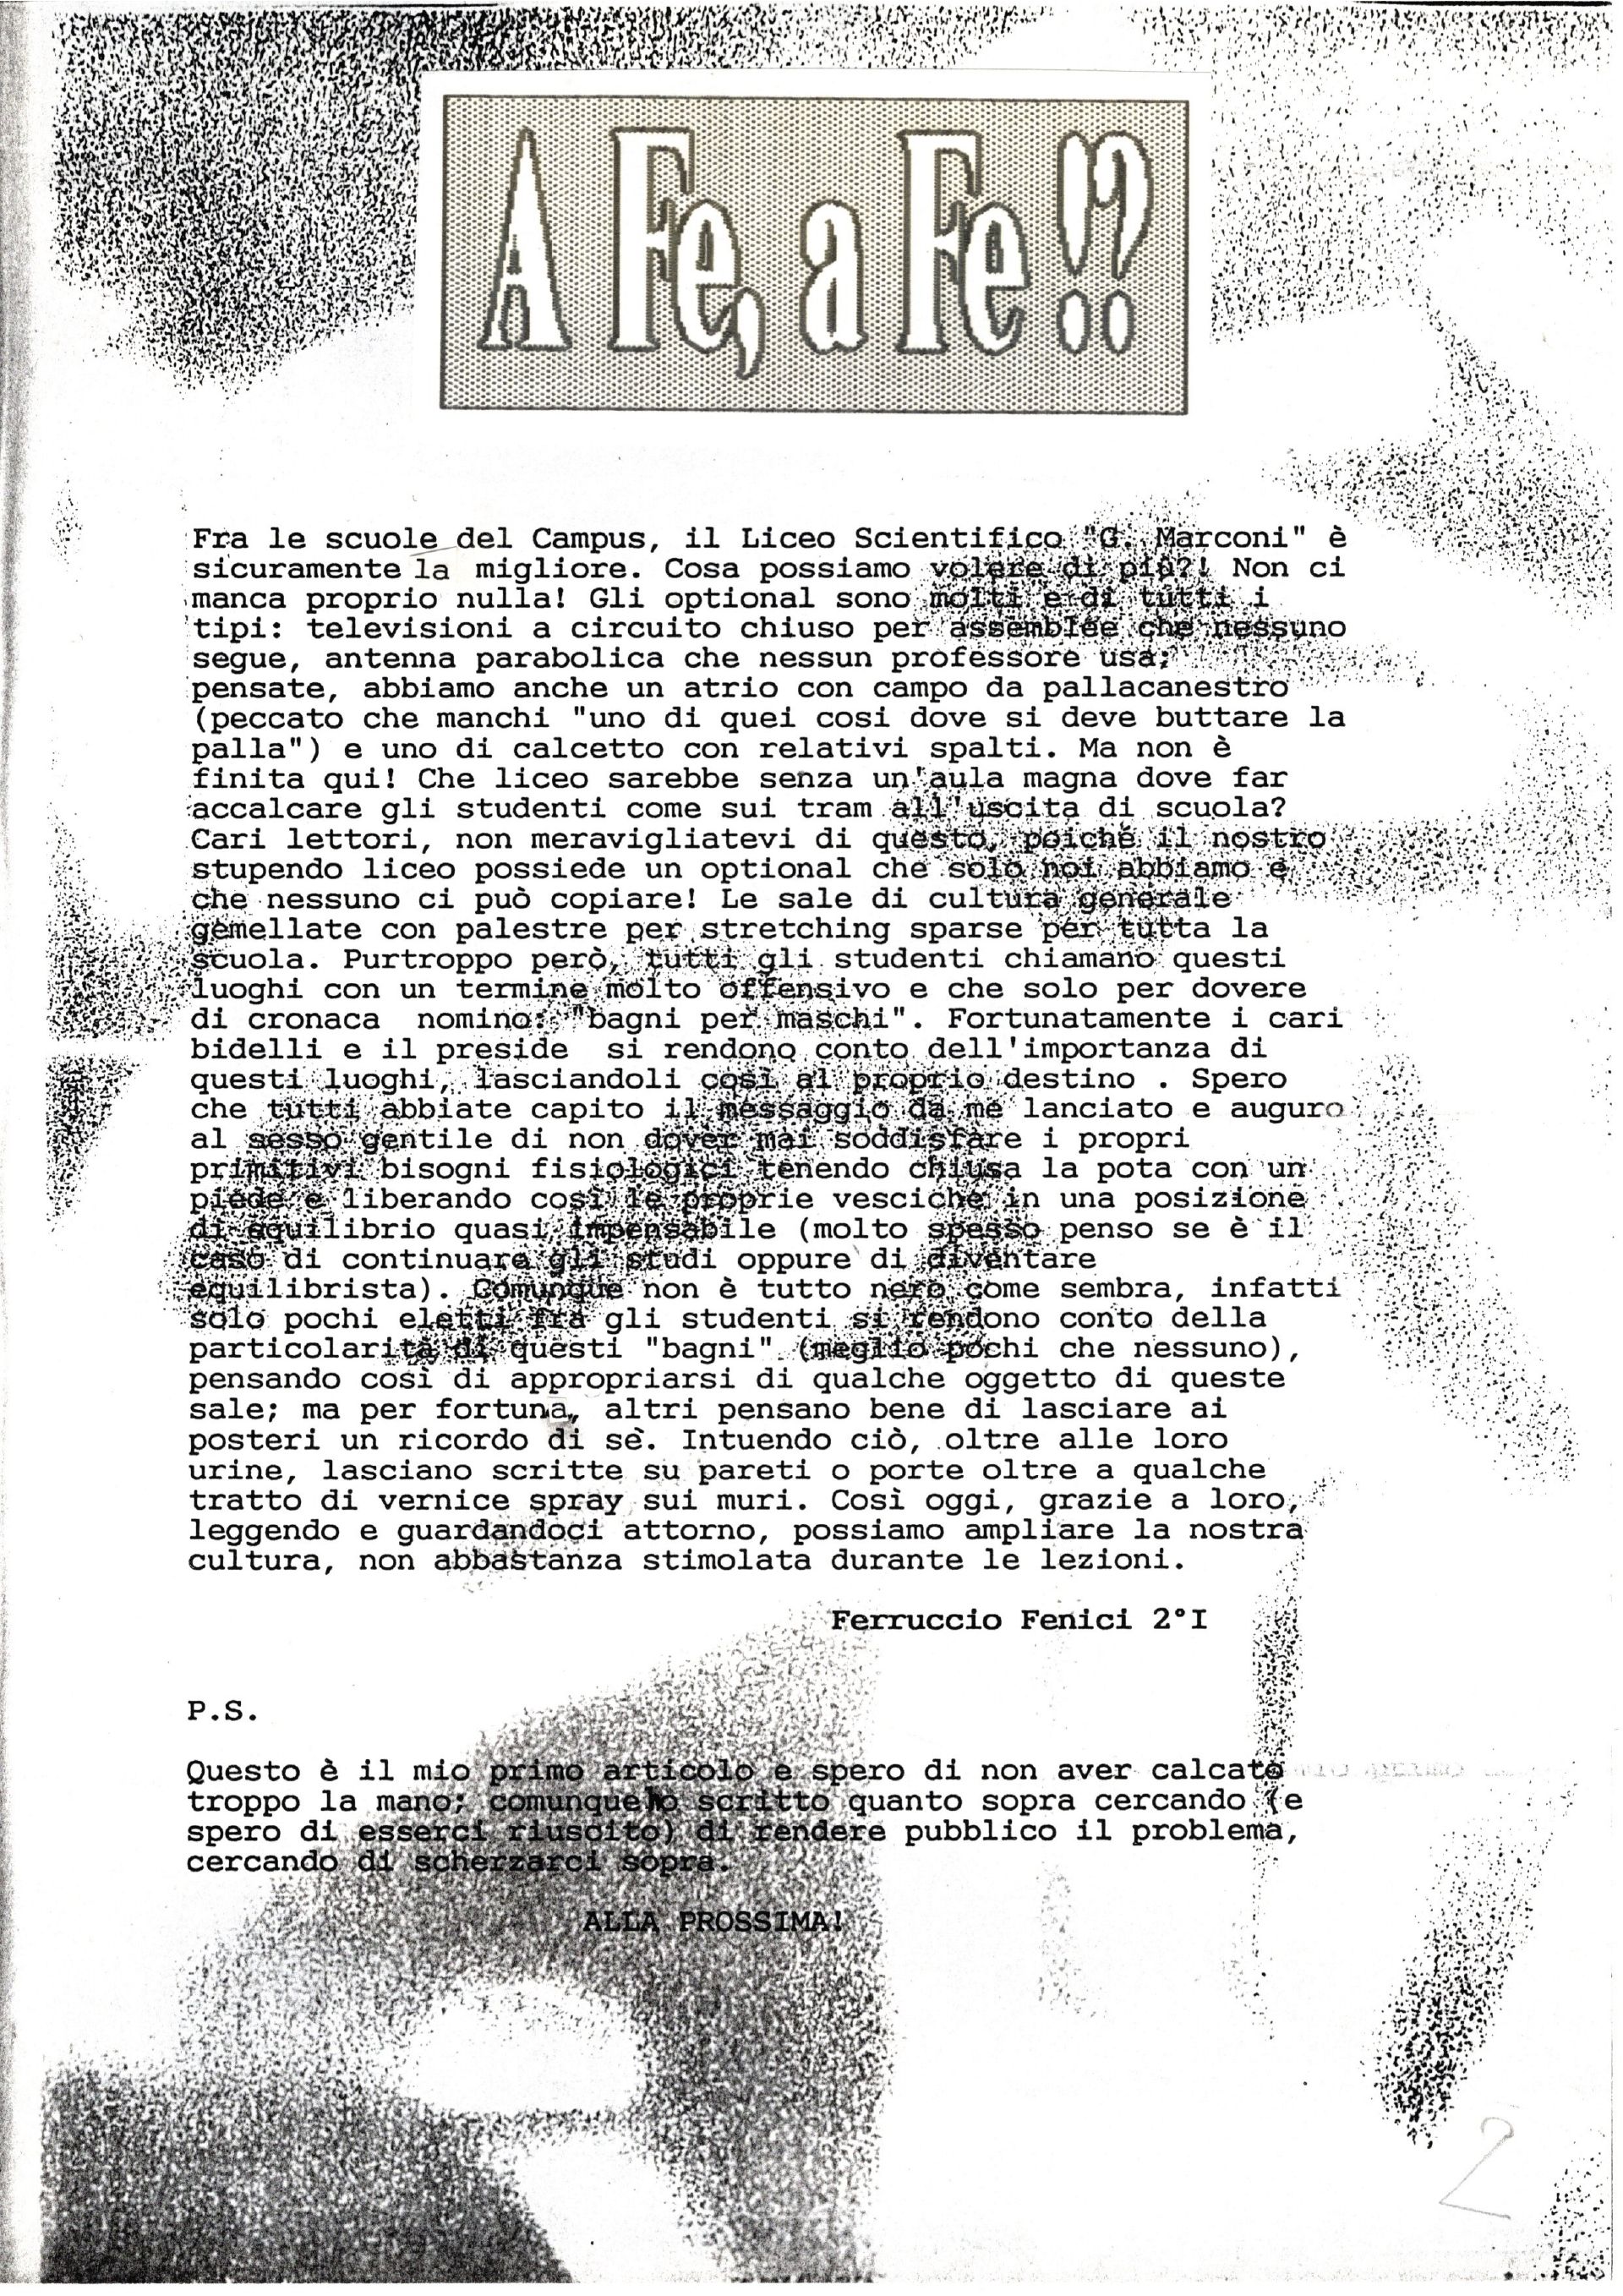 A Fe, a Fe !?
Fra le scuole del Campus, il Liceo Scientifico "G. Marconi" è
sicuramente la migliore. Cosa possiamo volere di più?! Non ci
manca proprio nulla! Gli optional sono molti e di tutti i
tipi: televisioni a circuito chiuso per assemblée che nessuno
segue, antenna parabolica che nessun professore usa;
pensate, abbiamo anche un atrio con campo da pallacanestro
(peccato che manchi "uno di quei cosi dove si deve buttare la
palla") e uno di calcetto con relativi spalti. Ma non è
finita qui! Che liceo sarebbe senza un'aula magna dove far
accalcare gli studenti come sui tram all'uscita di scuola?
Cari lettori, non meravigliatevi di questo, poiché il nostro
stupendo liceo possiede un optional che solo noi abbiamo e
che nessuno ci può copiare! Le sale di cultura generale
gemellate con palestre per stretching sparse per tutta la
scuola. Purtroppo però, tutti gli studenti chiamano questi
luoghi con un termine molto offensivo e che solo per dovere
di cronaca  nomino: "bagni per maschi". Fortunatamente i cari
bidelli e il preside  si rendono conto dell'importanza di
questi luoghi, lasciandoli così al proprio destino . Spero
che tutti abbiate capito il messaggio da me lanciato e auguro
al sesso gentile di non dover mai soddisfare i propri
primitivi bisogni fisiologici tenendo chiusa la pota con un
piede e liberando così le proprie vesciche in una posizione
di equilibrio quasi impensabile (molto spesso penso se è il
caso di continuare gli studi oppure di diventare
equilibrista). Comunque non è tutto nero come sembra, infatti
solo pochi eletti fra gli studenti si rendono conto della
particolarità di questi "bagni" (meglio pochi che nessuno),
pensando così di appropriarsi di qualche oggetto di queste
sale; ma per fortuna, altri pensano bene di lasciare ai
posteri un ricordo di sè. Intuendo ciò, oltre alle loro
urine, lasciano scritte su pareti o porte oltre a qualche
tratto di vernice spray sui muri. Così oggi, grazie a loro,
leggendo e guardandoci attorno, possiamo ampliare la nostra
cultura, non abbastanza stimolata durante le lezioni.
Ferruccio Fenici 2°I
P.S.
Questo è il mio primo articolo e spero di non aver calcato
troppo la mano; comunque ho scritto quanto sopra cercando (e
spero di esserci riuscito) di rendere pubblico il problema,
cercando di scherzarci sopra.
ALLA PROSSIMA!
2